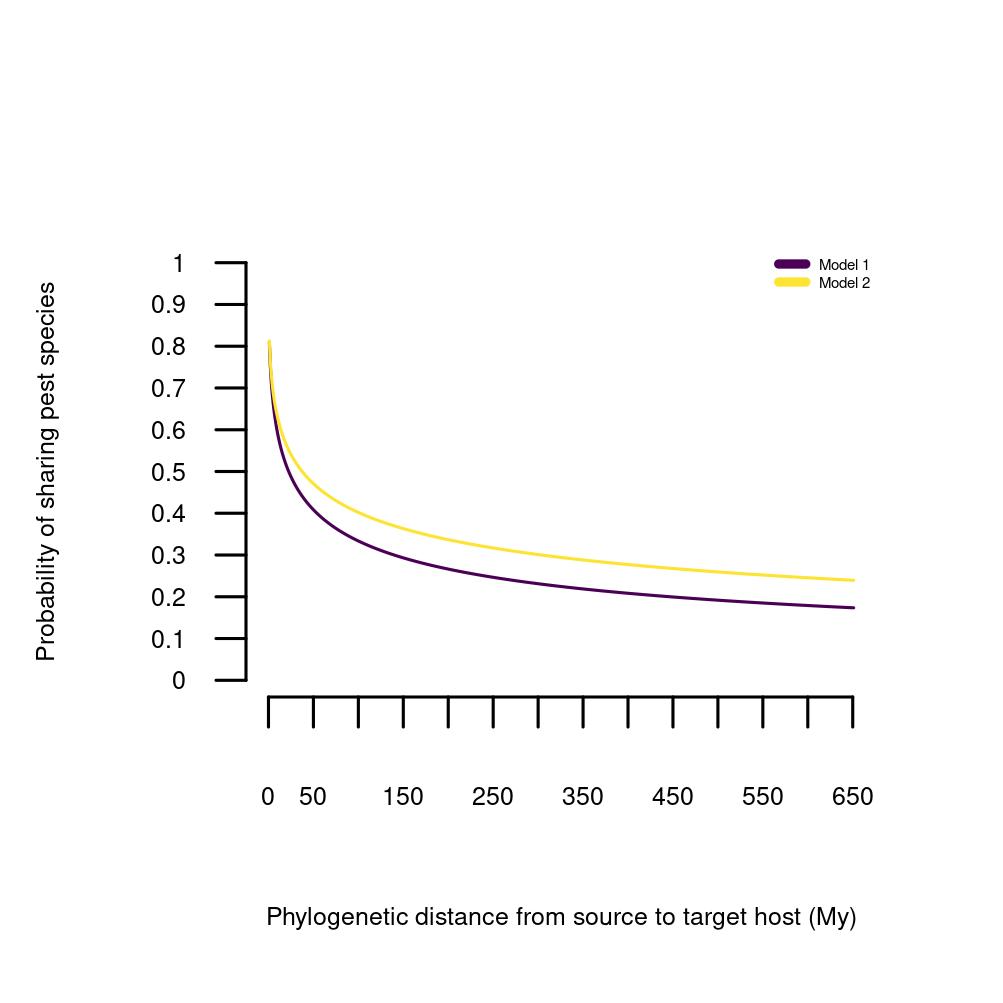 Model 1
Model 2
Probability of sharing pest species
1
0.9
0.8
0.7
0.6
0.5
0.4
0.3
0.2
0.1
0
0 50 150 250 350 450 550 650
Phylogenetic distance from source to target host (My)